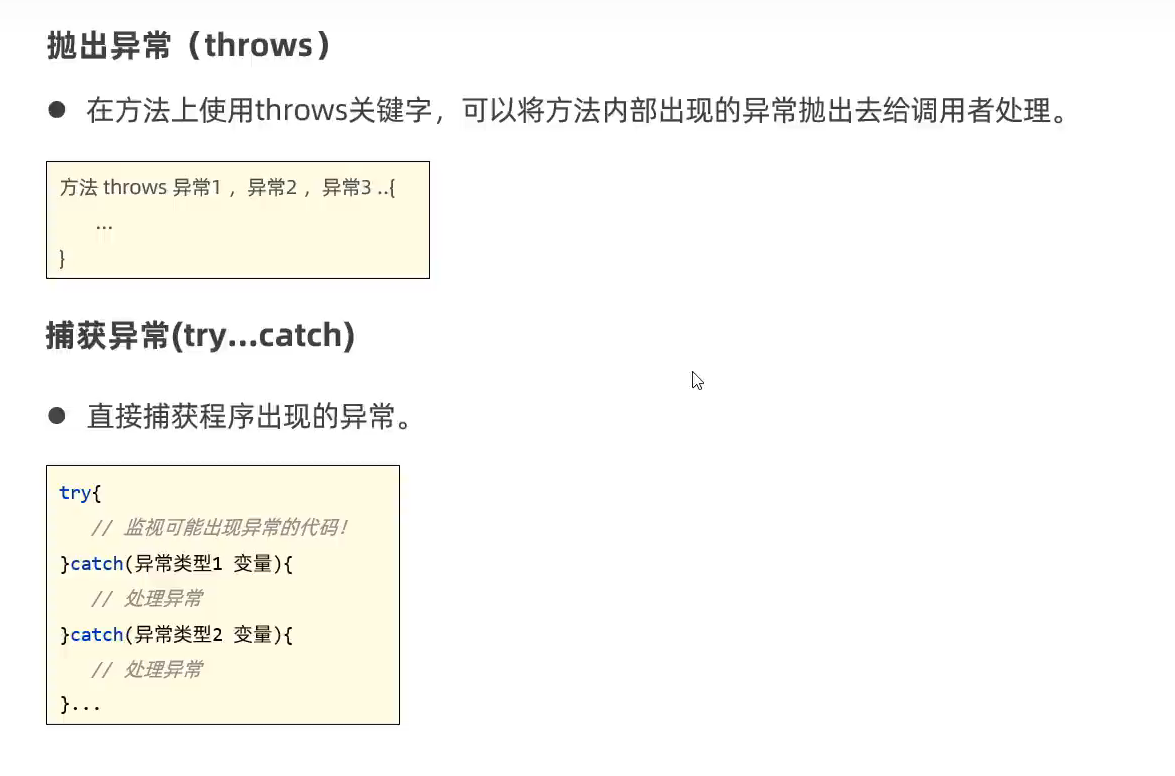 抛出异常（throws）
● 在方法上使用throws关键字，可以将方法内部出现的异常抛出去给调用者处理。
方法 throws 异常1 ，异常2 ，异常3 ..{
...
}
捕获异常(try...catch)
● 直接捕获程序出现的异常。
try{
// 监视可能出现异常的代码！
}catch(异常类型1 变量){
// 处理异常
}catch(异常类型2 变量){
// 处理异常
}...